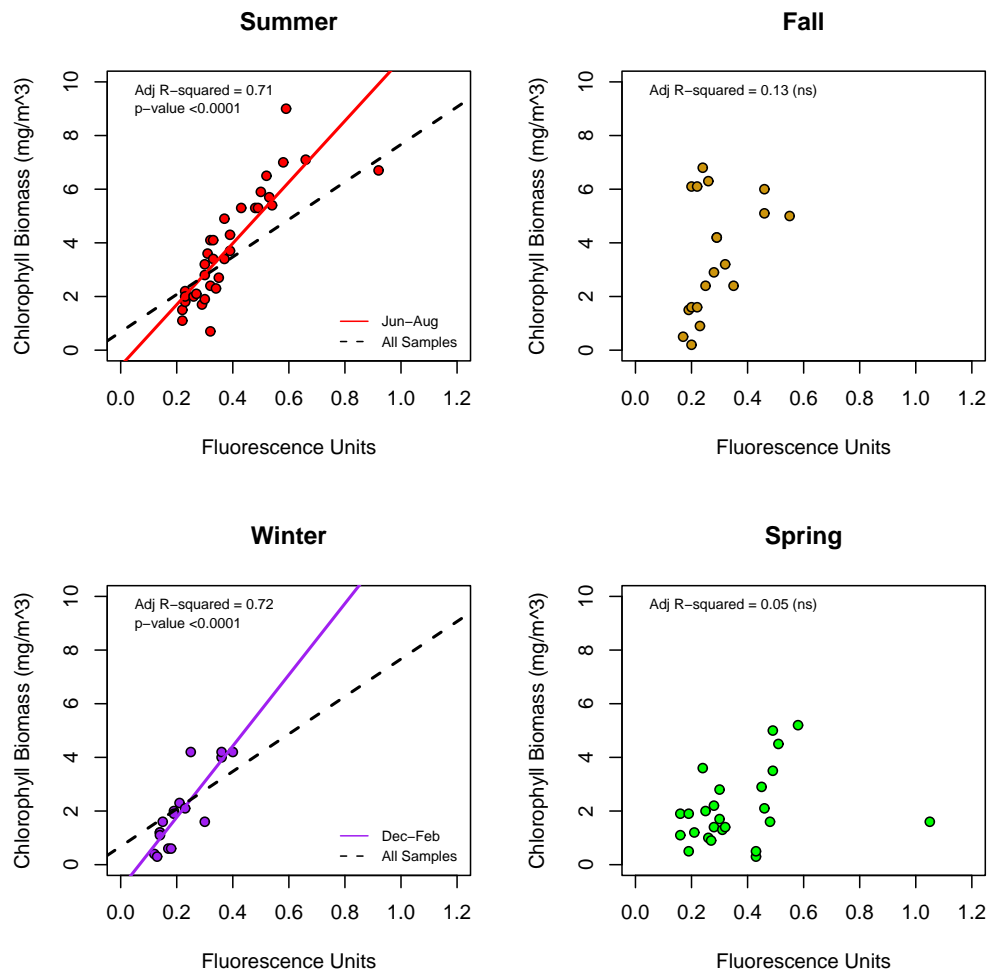 Summer
Adj R−squared = 0.71
p−value <0.0001
Chlorophyll Biomass (mg/m^3)
10
8
6
4
2
0
Jun−Aug
All Samples
0.0 0.2 0.4 0.6 0.8 1.0 1.2
Fluorescence Units
Fall
Adj R−squared = 0.13 (ns)
Chlorophyll Biomass (mg/m^3)
10
8
6
4
2
0
0.0 0.2 0.4 0.6 0.8 1.0 1.2
Fluorescence Units
Winter
Adj R−squared = 0.72
p−value <0.0001
Chlorophyll Biomass (mg/m^3)
10
8
6
4
2
0
Dec−Feb
All Samples
0.0 0.2 0.4 0.6 0.8 1.0 1.2
Fluorescence Units
Spring
Adj R−squared = 0.05 (ns)
Chlorophyll Biomass (mg/m^3)
10
8
6
4
2
0
0.0 0.2 0.4 0.6 0.8 1.0 1.2
Fluorescence Units